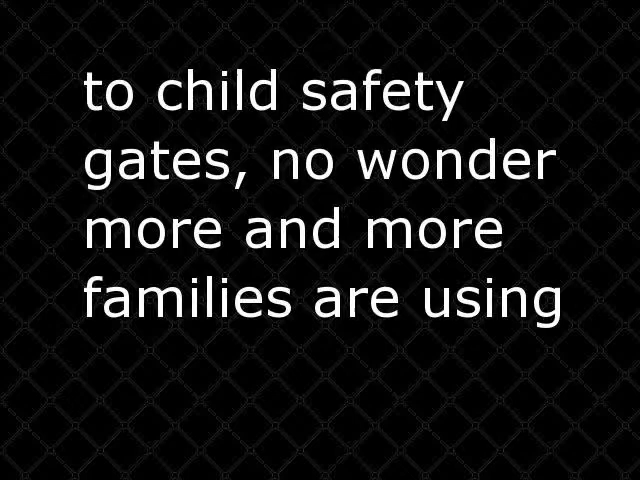 to child safety
gates, no wonder
more and more
families are using